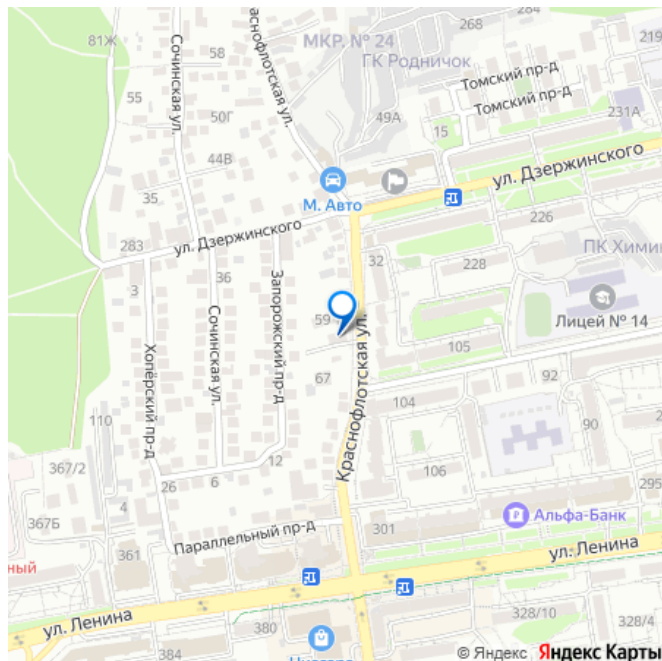 81Ж
Сочинская ул.
Краснофлотская ул.
МКР. № 24
ГК Родничок
268
284
Томский пр-д
Томский пр-д
231А
55
50Г
49А
15
44В
М. Авто
ул. Дзержинского
35
226
ул. Дзержинского
283
32
228
ПК Хими
3
36
Запорожский пр-д
Сочинская ул.
59
Лицей № 14
Краснофлотская ул.
105
Хопёрский пр-д
67
92
104
110
90
367/2
12
106
26
6
4
295
367Б
Параллельный пр-д
301
Альфа-Банк
361
ный
ул. Ленина
ул. Ленина
380
328/10
328/4
384
© Яндекс Яндекс Карты